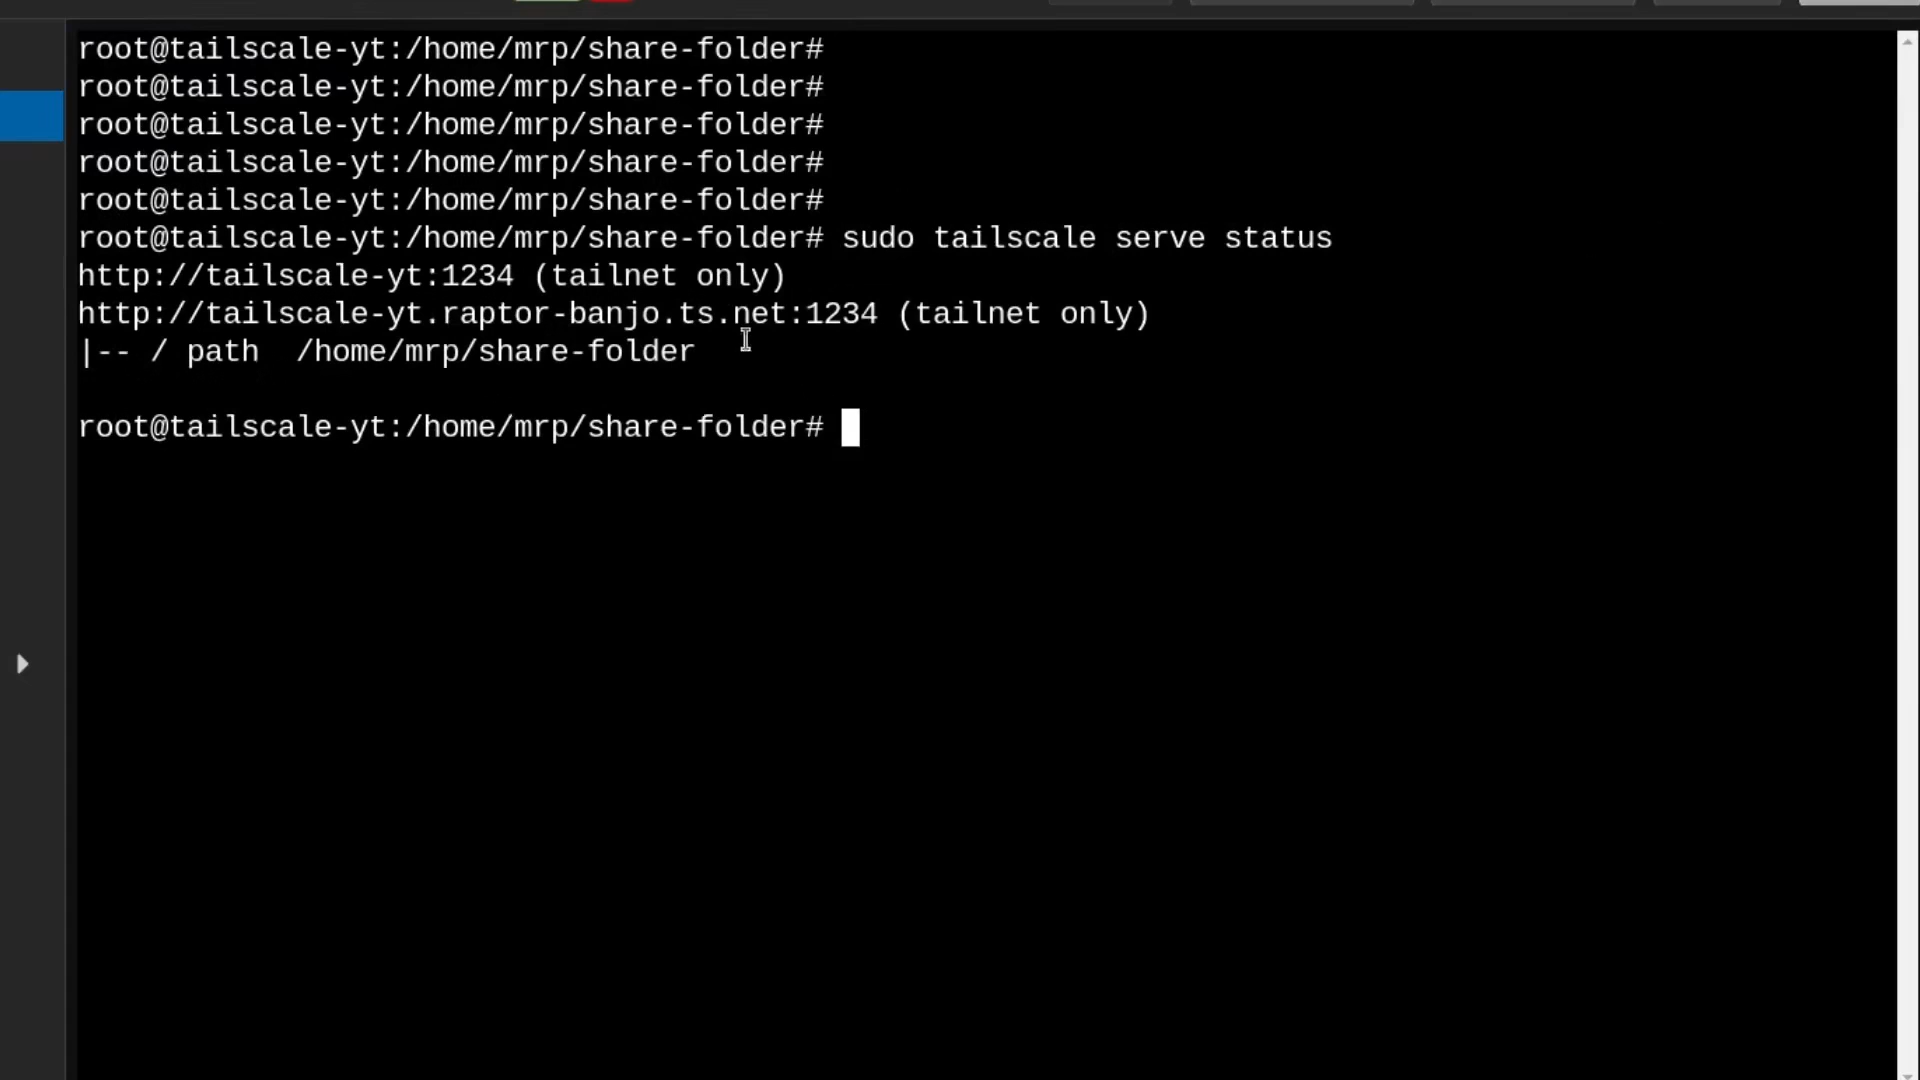 root@tailscale-yt:/home/mrp/share-folder#
root@tailscale-yt:/home/mrp/share-folder#
root@tailscale-yt:/home/mrp/share-folder#
root@tailscale-yt:/home/mrp/share-folder#
root@tailscale-yt:/home/mrp/share-folder#
root@tailscale-yt:/home/mrp/share-folder# sudo tailscale serve status
http://tailscale-yt:1234 (tailnet only)
http://tailscale-yt.raptor-banjo.ts.net:1234 (tailnet only)
|-- / path  /home/mrp/share-folder
root@tailscale-yt:/home/mrp/share-folder#